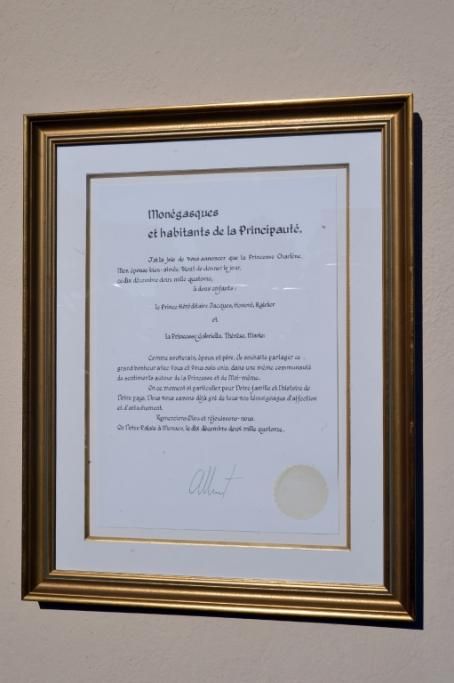 Monégasques
et habitants de la Principauté,
J'ai la joie de vous annoncer que la Princesse Charlène,
Mon épouse bien-aimée, vient de donner le jour,
ce dix décembre deux mille quatorze,
à deux enfants :
le Prince Héréditaire Jacques, Honoré, Rainier
et
la Princesse Gabriella, Thérèse, Marie.
Comme souverain, époux et père, Je souhaite partager ce
grand bonheur avec vous et vous unir, dans une même communauté
de sentiments autour de la Princesse et de Moi-même.
En ce moment si particulier pour Notre famille et l'histoire de
Notre pays, Nous vous savons déjà gré de tous vos témoignages d'affection
et d'attachement.
Remercions Dieu et réjouissons-nous.
En Notre Palais à Monaco, le dix décembre deux mille quatorze.
Albert